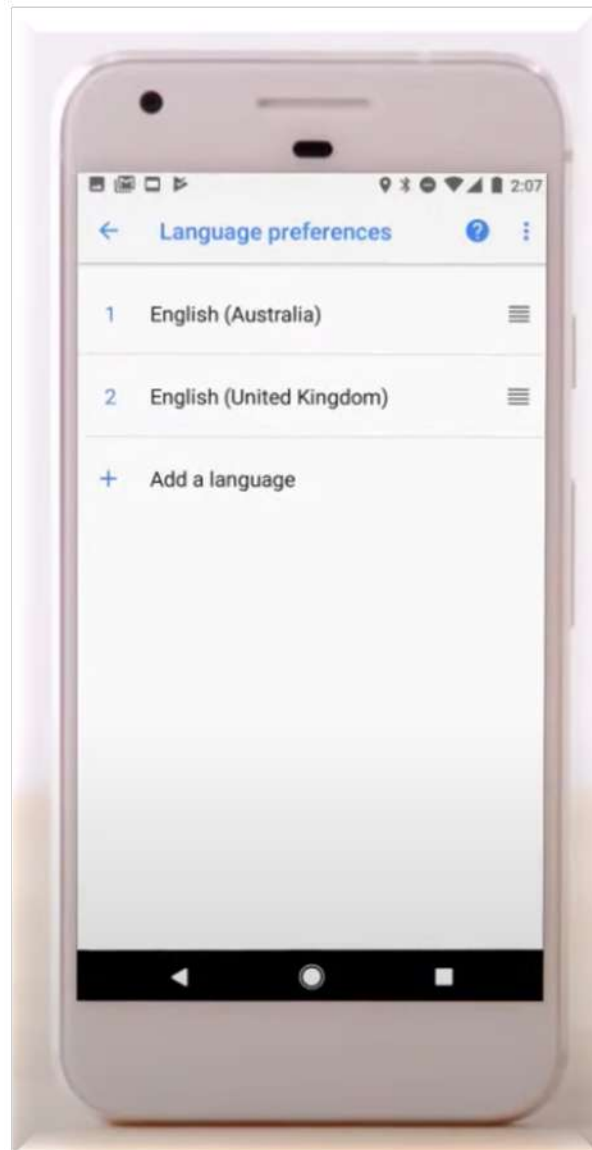 2:07
Language preferences
1 English (Australia)
2 English (United Kingdom)
+ Add a language